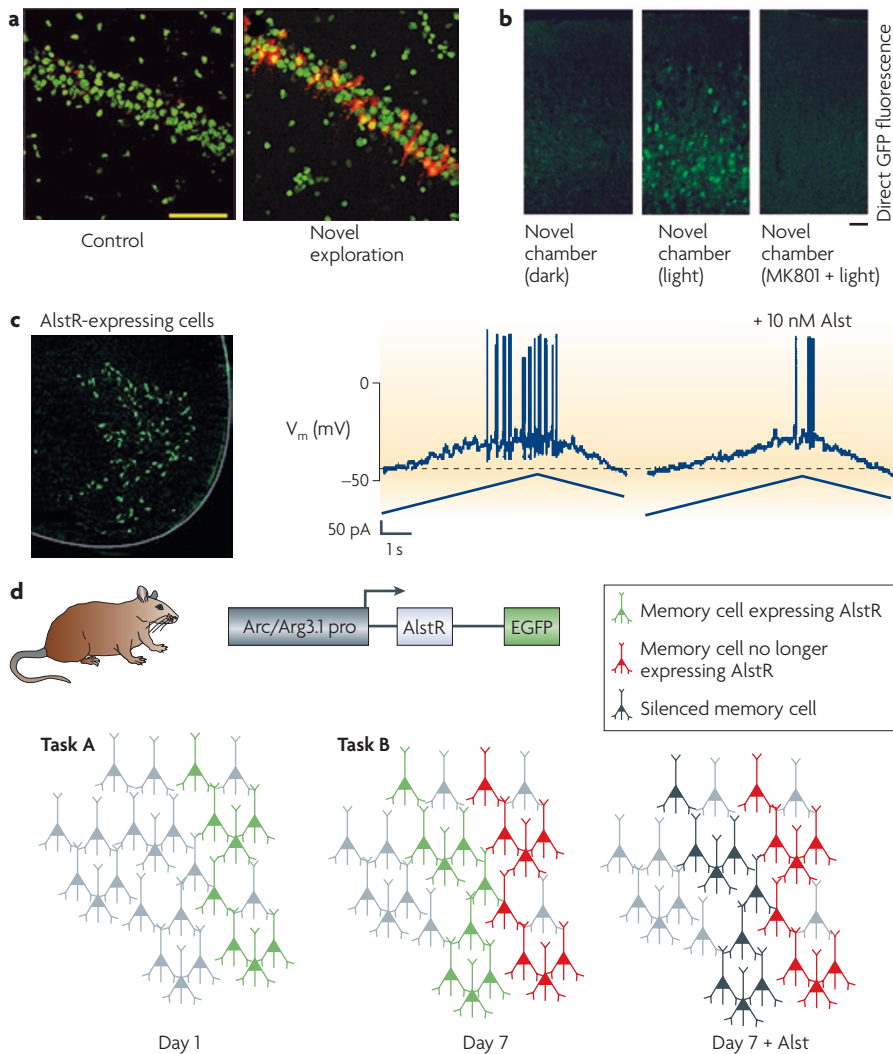 a
Control
Novel
exploration
b
Novel
chamber
(dark)
Novel
chamber
(light)
Novel
chamber
(MK801 + light)
Direct GFP fluorescence
c
AlstR-expressing cells
+ 10 nM Alst
0
Vm (mV)
–50
50 pA
1 s
d
Arc/Arg3.1 pro
AlstR
EGFP
Memory cell expressing AlstR
Memory cell no longer
expressing AlstR
Silenced memory cell
Task A
Task B
Day 1
Day 7
Day 7 + Alst